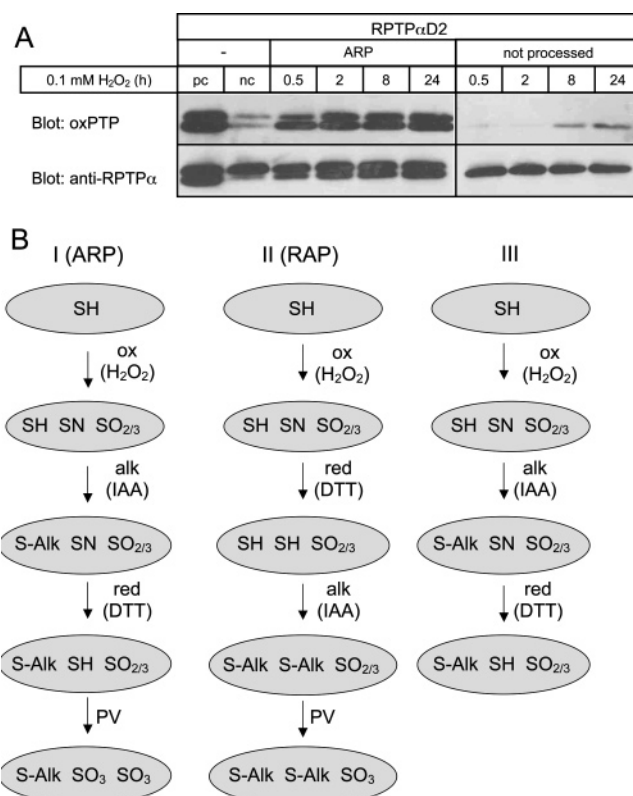 A
RPTPαD2
- ARP not processed
0.1 mM H₂O₂ (h) pc nc 0.5 2 8 24 0.5 2 8 24
Blot: oxPTP
Blot: anti-RPTPα
B
I (ARP) II (RAP) III
SH SH SH
ox ox ox
(H₂O₂) (H₂O₂) (H₂O₂)
SH SN SO₂/₃ SH SN SO₂/₃ SH SN SO₂/₃
alk red alk
(IAA) (DTT) (IAA)
S-Alk SN SO₂/₃ SH SH SO₂/₃ S-Alk SN SO₂/₃
red alk red
(DTT) (IAA) (DTT)
S-Alk SH SO₂/₃ S-Alk S-Alk SO₂/₃ S-Alk SH SO₂/₃
PV PV
S-Alk SO₃ SO₃ S-Alk S-Alk SO₃